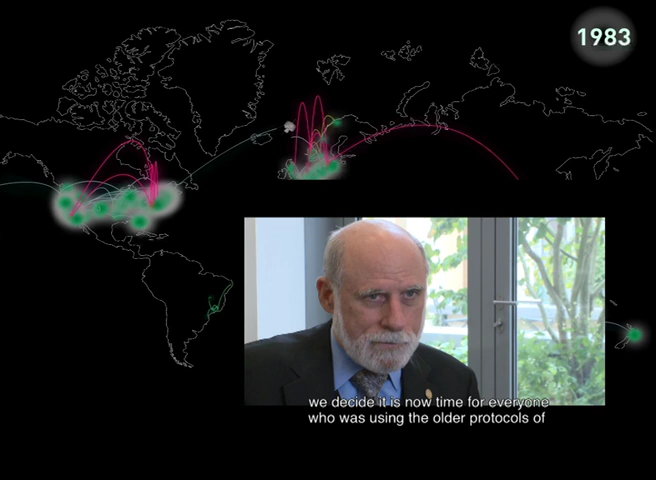 1983
we decide it is now time for everyone
who was using the older protocols of